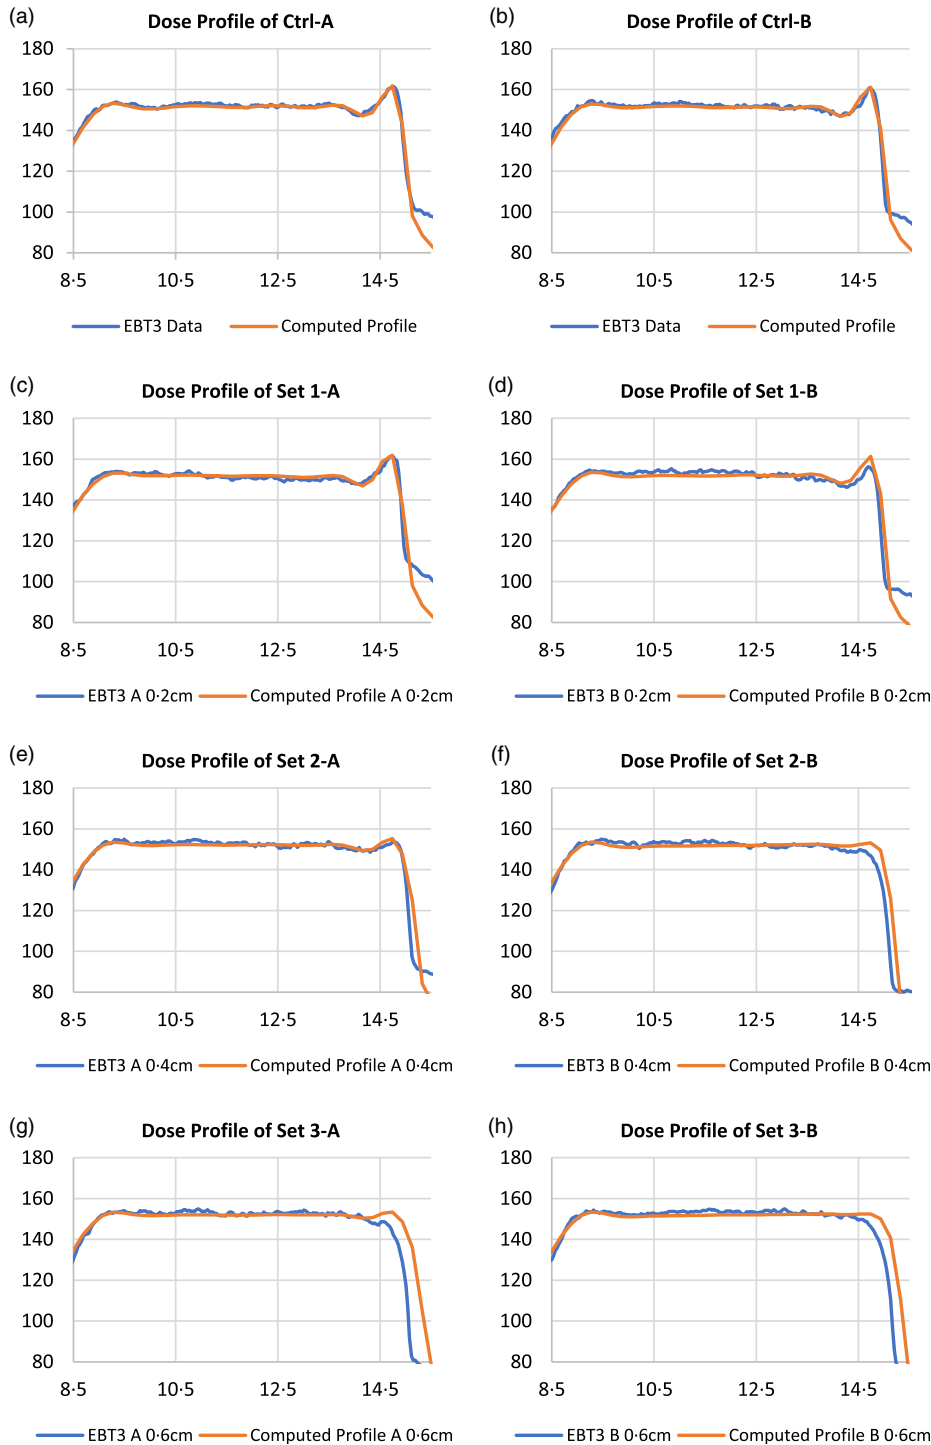 (a)
Dose Profile of Ctrl-A
180
160
140
120
100
80
8·5 10·5 12·5 14·5
EBT3 Data Computed Profile
(b)
Dose Profile of Ctrl-B
180
160
140
120
100
80
8·5 10·5 12·5 14·5
EBT3 Data Computed Profile
(c)
Dose Profile of Set 1-A
180
160
140
120
100
80
8·5 10·5 12·5 14·5
EBT3 A 0·2cm Computed Profile A 0·2cm
(d)
Dose Profile of Set 1-B
180
160
140
120
100
80
8·5 10·5 12·5 14·5
EBT3 B 0·2cm Computed Profile B 0·2cm
(e)
Dose Profile of Set 2-A
180
160
140
120
100
80
8·5 10·5 12·5 14·5
EBT3 A 0·4cm Computed Profile A 0·4cm
(f)
Dose Profile of Set 2-B
180
160
140
120
100
80
8·5 10·5 12·5 14·5
EBT3 B 0·4cm Computed Profile B 0·4cm
(g)
Dose Profile of Set 3-A
180
160
140
120
100
80
8·5 10·5 12·5 14·5
EBT3 A 0·6cm Computed Profile A 0·6cm
(h)
Dose Profile of Set 3-B
180
160
140
120
100
80
8·5 10·5 12·5 14·5
EBT3 B 0·6cm Computed Profile B 0·6cm